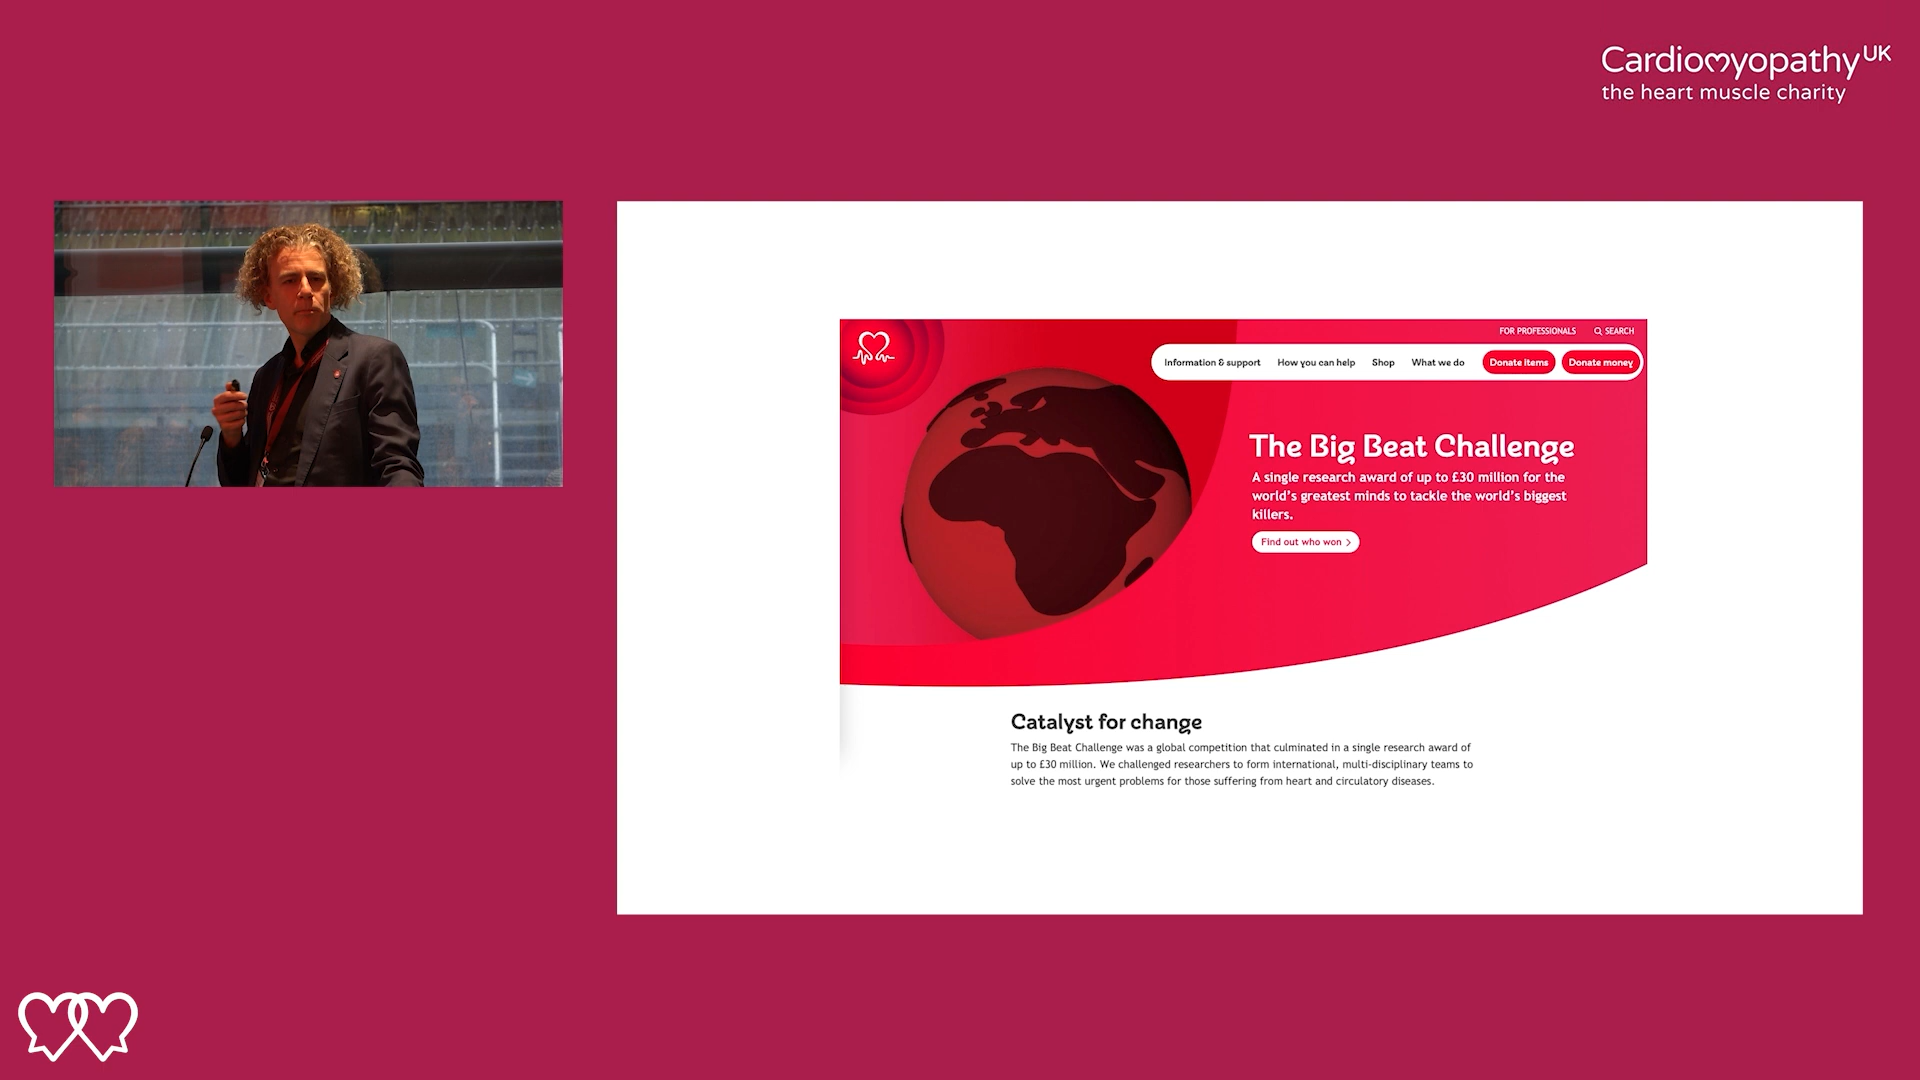 Cardiomyopathy UK
the heart muscle charity
FOR PROFESSIONALS SEARCH
Information & support How you can help Shop What we do Donate items Donate money
The Big Beat Challenge
A single research award of up to £30 million for the
world's greatest minds to tackle the world's biggest
killers.
Find out who won >
Catalyst for change
The Big Beat Challenge was a global competition that culminated in a single research award of
up to £30 million. We challenged researchers to form international, multi-disciplinary teams to
solve the most urgent problems for those suffering from heart and circulatory diseases.